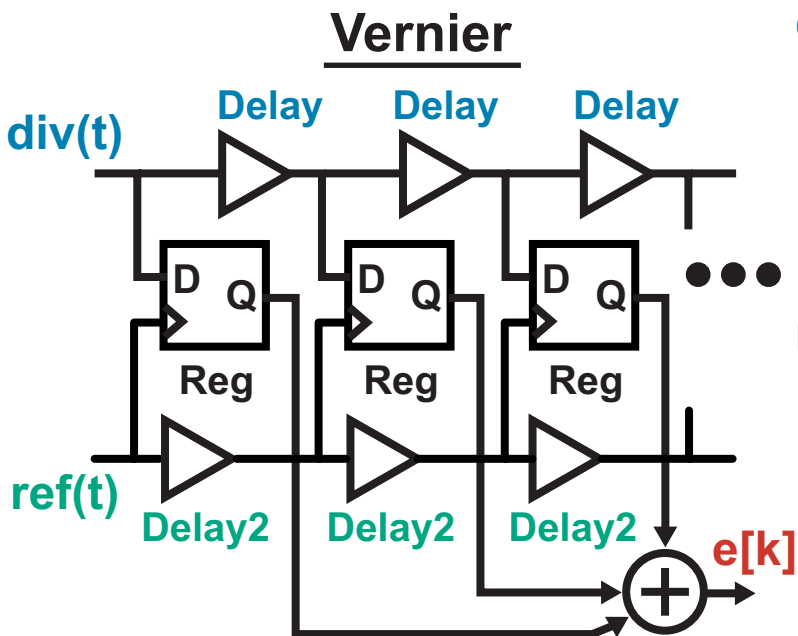 Vernier
Delay Delay Delay
div(t)
D Q D Q D Q
Reg Reg Reg
ref(t)
Delay2 Delay2 Delay2
e[k]